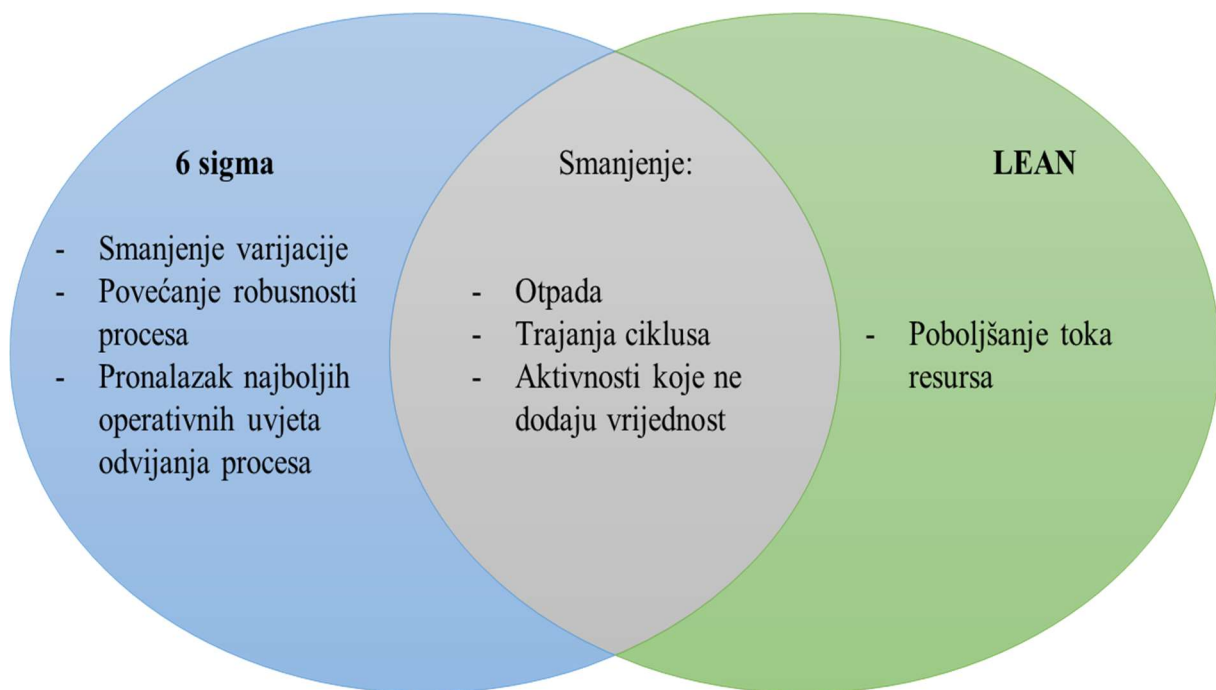 6 sigma
- Smanjenje varijacije
- Povećanje robusnosti
procesa
- Pronalazak najboljih
operativnih uvjeta
odvijanja procesa
Smanjenje:
- Otpada
- Trajanja ciklusa
- Aktivnosti koje ne
dodaju vrijednost
LEAN
- Poboljšanje toka
resursa